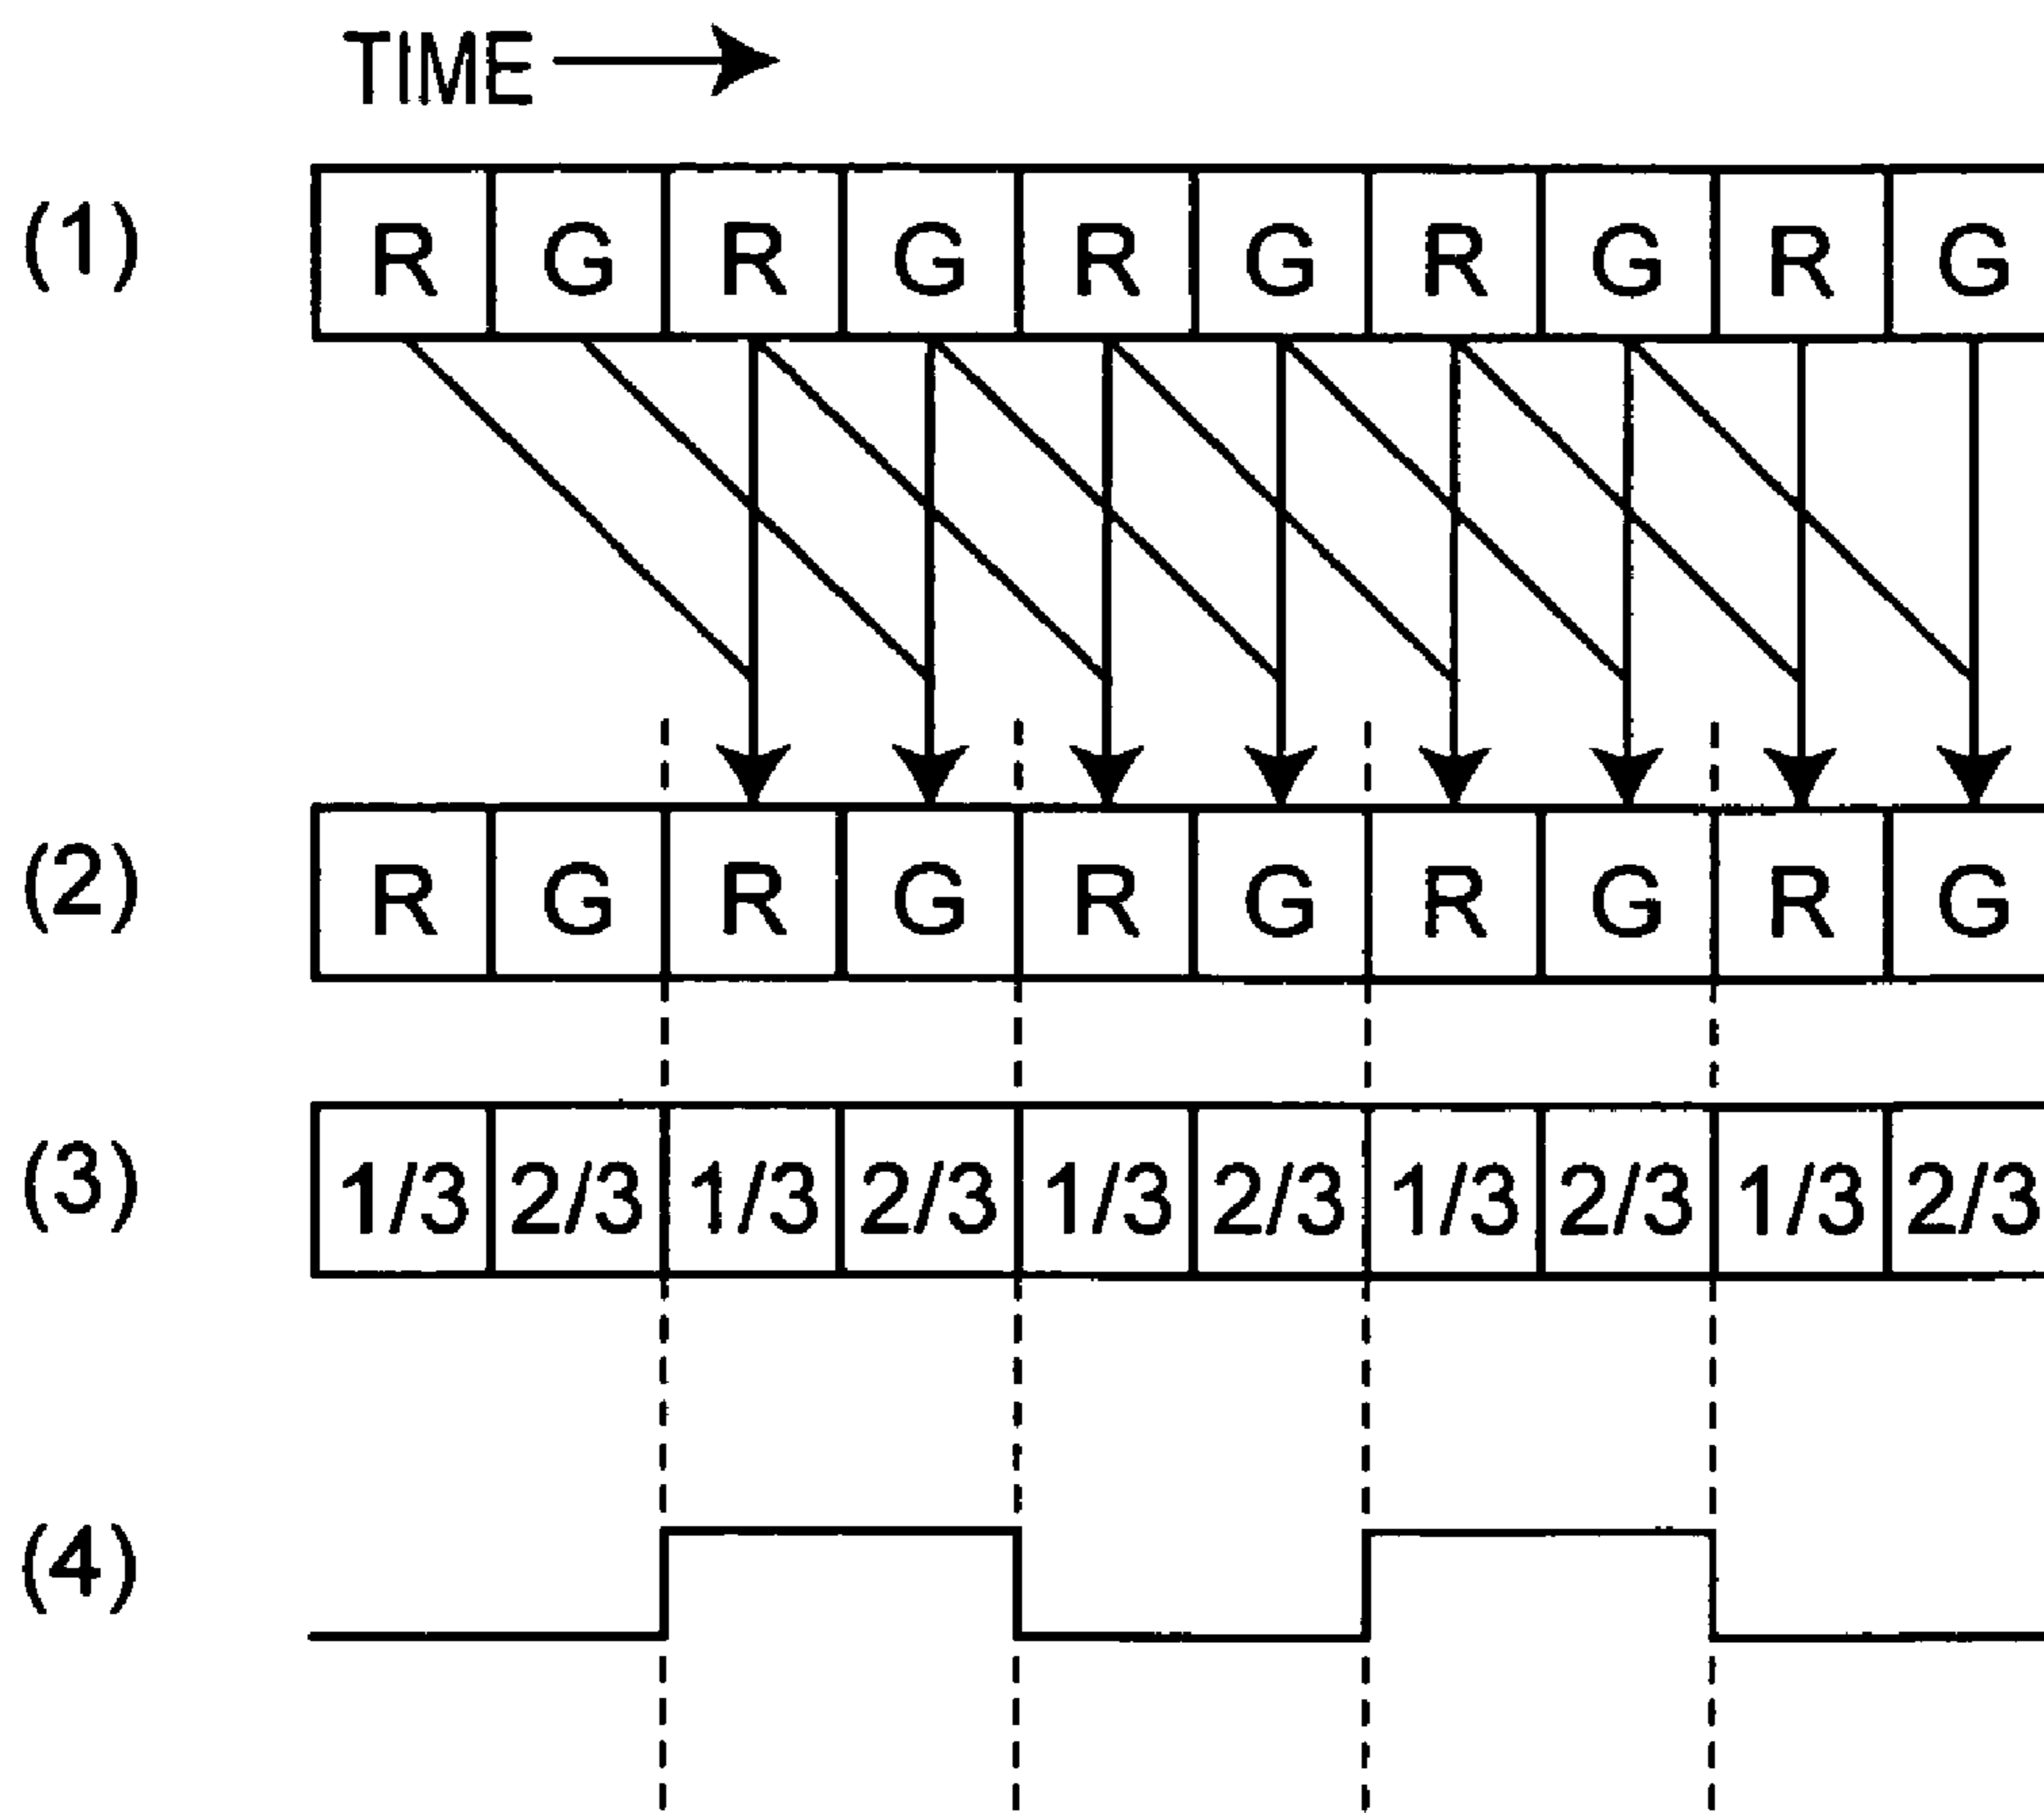 TIME
(1) R G R G R G R G R G
(2) R G R G R G R G R G
(3) 1/3 2/3 1/3 2/3 1/3 2/3 1/3 2/3 1/3 2/3
(4)